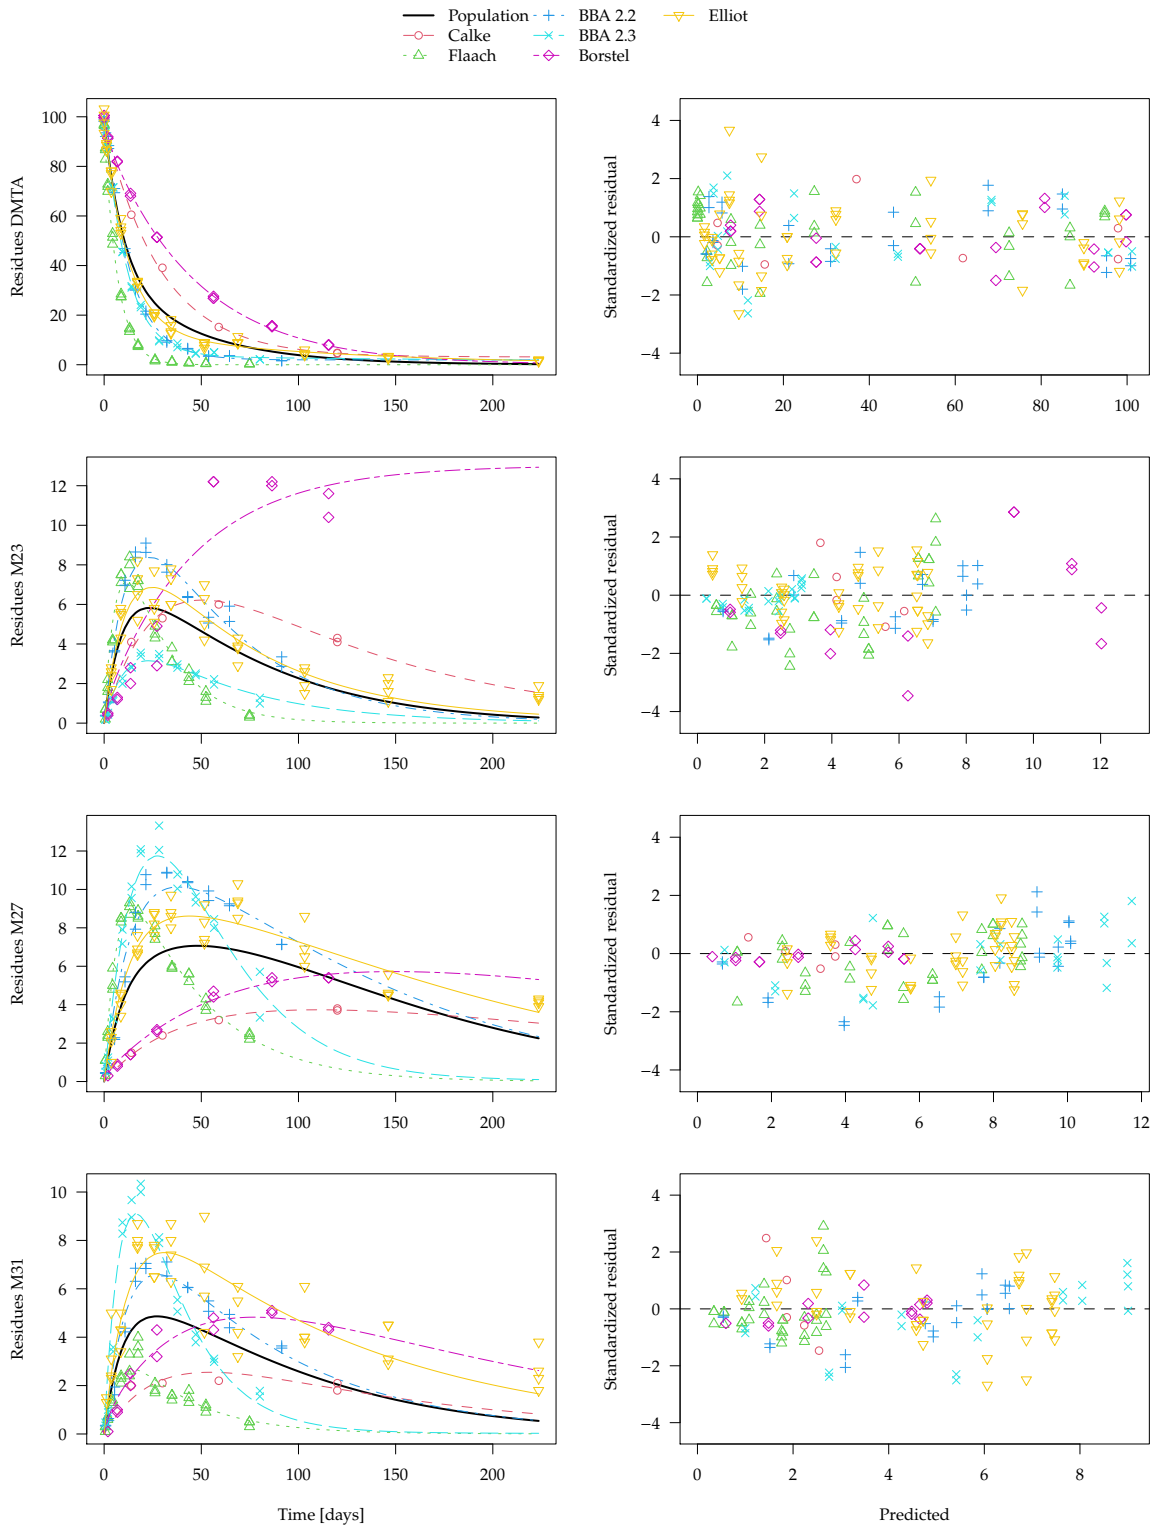 Population BBA 2.2 Elliot
Calke BBA 2.3
Flaach Borstel
Residues DMTA
0 20 40 60 80 100
0 50 100 150 200
Standardized residual
−4 −2 0 2 4
0 20 40 60 80 100
Residues M23
0 2 4 6 8 10 12
0 50 100 150 200
Standardized residual
−4 −2 0 2 4
0 2 4 6 8 10 12
Residues M27
0 2 4 6 8 10 12
0 50 100 150 200
Standardized residual
−4 −2 0 2 4
0 2 4 6 8 10 12
Residues M31
0 2 4 6 8 10
0 50 100 150 200
Time [days]
Standardized residual
−4 −2 0 2 4
0 2 4 6 8
Predicted